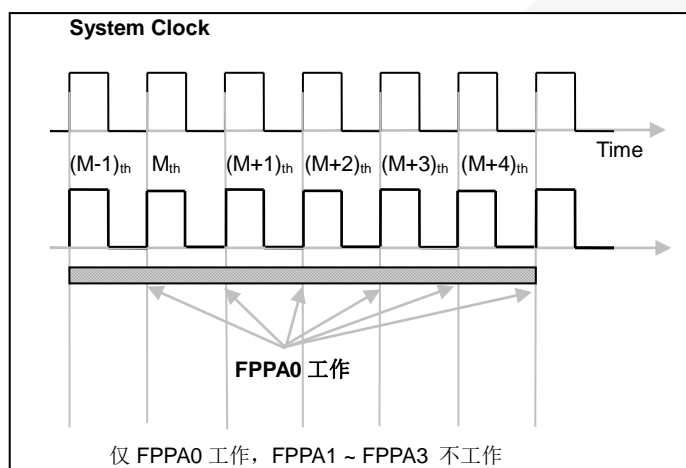 System Clock
Time
(M-1)th Mth (M+1)th (M+2)th (M+3)th (M+4)th
FPPA0 工作
仅 FPPA0 工作，FPPA1 ~ FPPA3 不工作